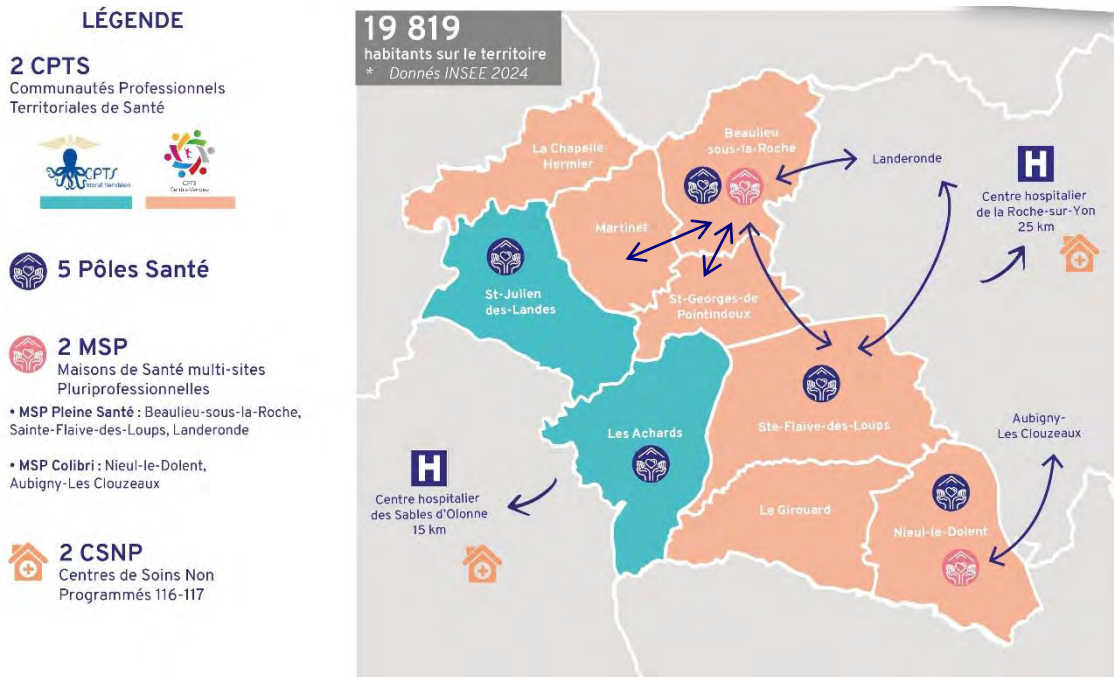 LÉGENDE
2 CPTS
Communautés Professionnels
Territoriales de Santé
CPTS
littoral Vendéen
CPTS
Centre-Vendée
5 Pôles Santé
2 MSP
Maisons de Santé multi-sites
Pluriprofessionnelles
• MSP Pleine Santé : Beaulieu-sous-la-Roche,
Sainte-Flaive-des-Loups, Landeronde
• MSP Colibri : Nieul-le-Dolent,
Aubigny-Les Clouzeaux
2 CSNP
Centres de Soins Non
Programmés 116-117
19 819
habitants sur le territoire
* Donnés INSEE 2024
La Chapelle
Hermier
Beaulieu
sous-la-Roche
Landeronde
H
Centre hospitalier
de la Roche-sur-Yon
25 km
Martinet
St-Julien
des-Landes
St-Georges-de
Pointindoux
Les Achards
Ste-Flaive-des-Loups
Aubigny-
Les Clouzeaux
H
Centre hospitalier
des Sables d'Olonne
15 km
Le Girouard
Nieul-le-Dolent